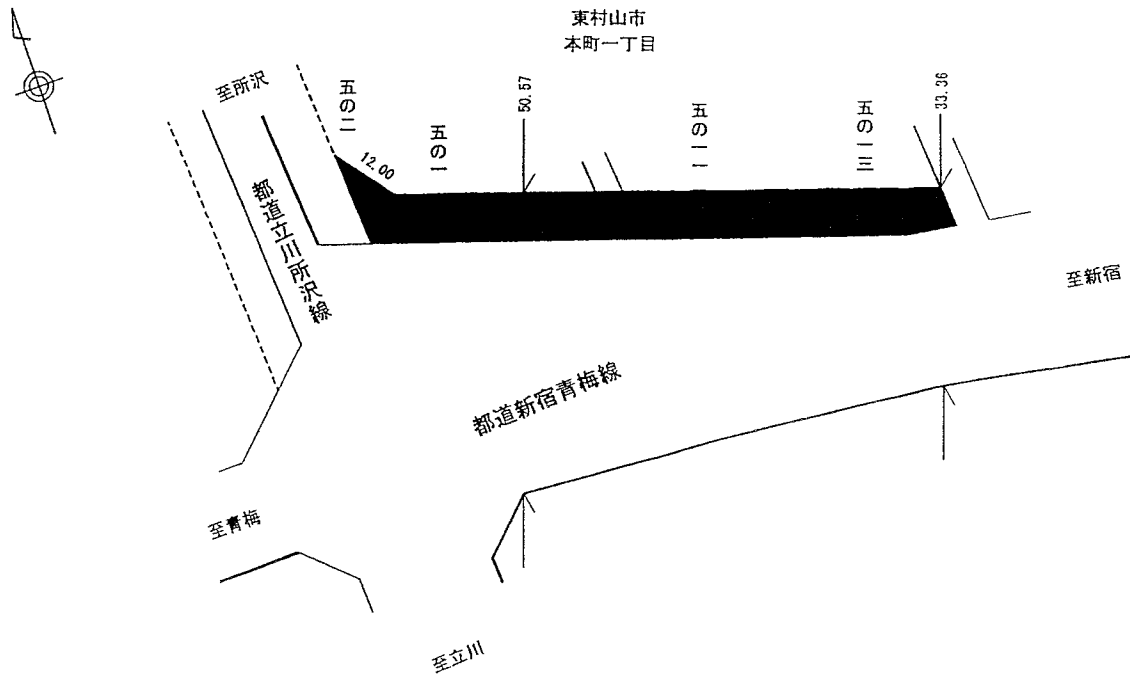 東村山市
本町一丁目
至所沢
五の二
12.00
五の一
50.57
五の一一
五の一三
33.36
都道立川所沢線
至新宿
都道新宿青梅線
至青梅
至立川